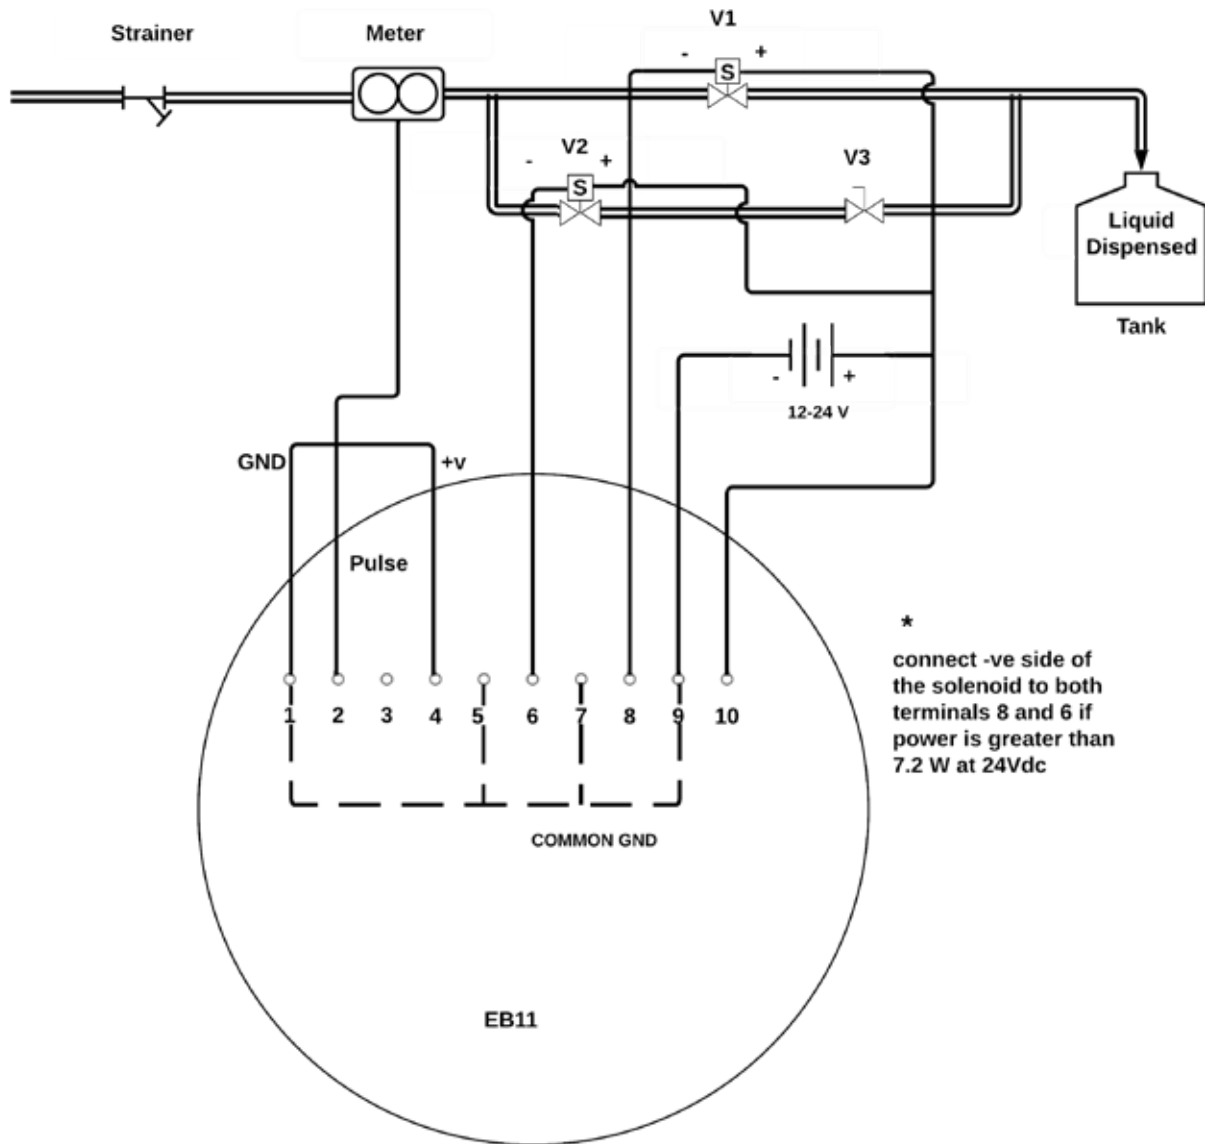 V1
Strainer
Meter
- +
S
V2
- +
S
V3
Liquid
Dispensed
Tank
- +
12-24 V
GND
+v
Pulse
*
connect -ve side of
the solenoid to both
terminals 8 and 6 if
power is greater than
7.2 W at 24Vdc
1 2 3 4 5 6 7 8 9 10
COMMON GND
EB11